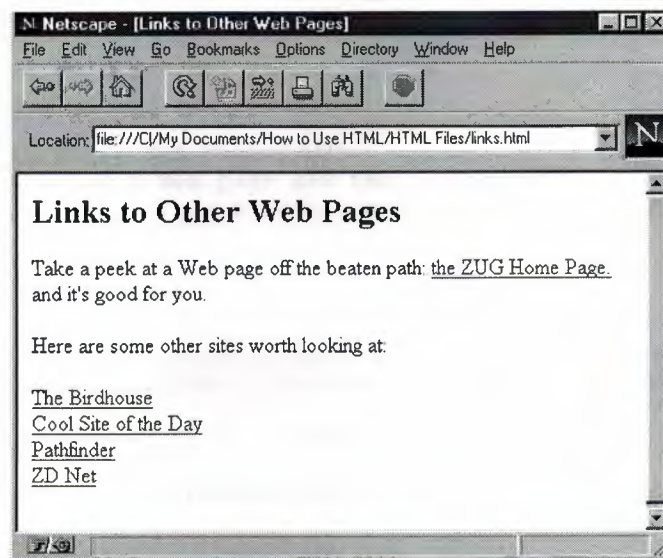 N Netscape - [Links to Other Web Pages]
File Edit View Go Bookmarks Options Directory Window Help
Location: file:///C|/My Documents/How to Use HTML/HTML Files/links.html
N
Links to Other Web Pages
Take a peek at a Web page off the beaten path: the ZUG Home Page.
and it's good for you.
Here are some other sites worth looking at:
The Birdhouse
Cool Site of the Day
Pathfinder
ZD Net